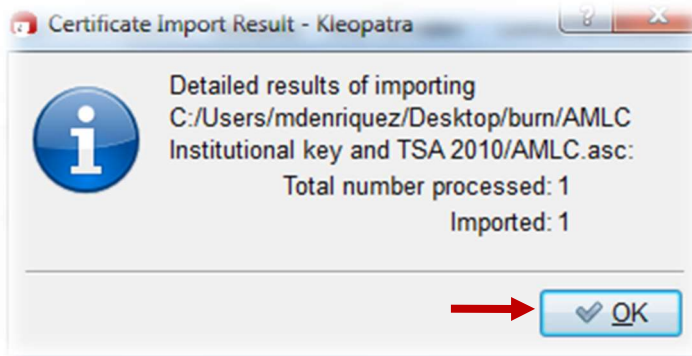 Certificate Import Result - Kleopatra
Detailed results of importing
C:/Users/mdenriquez/Desktop/burn/AMLC
Institutional key and TSA 2010/AMLC.asc:
Total number processed: 1
Imported: 1
OK